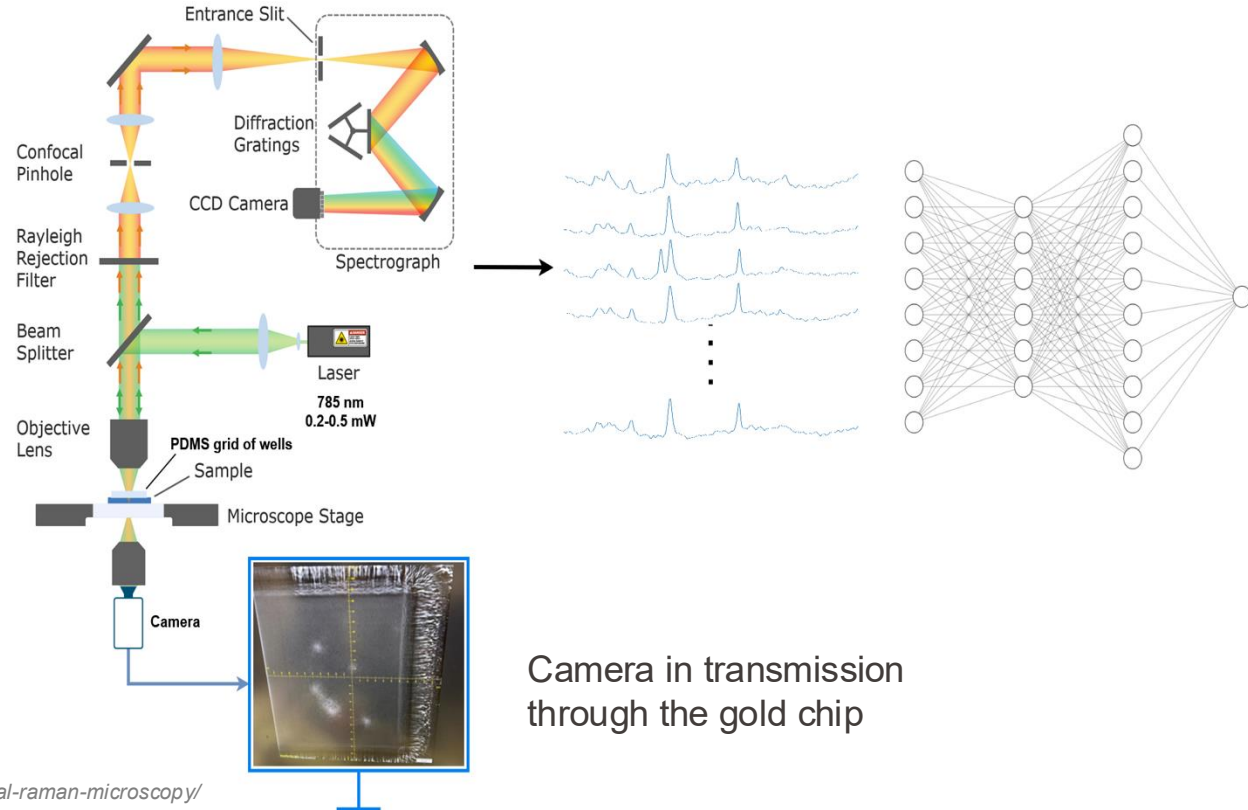 Entrance Slit
Diffraction
Gratings
Confocal
Pinhole
CCD Camera
Rayleigh
Rejection
Filter
Spectrograph
Beam
Splitter
Laser
785 nm
0.2-0.5 mW
Objective
Lens
PDMS grid of wells
Sample
Microscope Stage
Camera
Camera in transmission
through the gold chip
al-raman-microscopy/